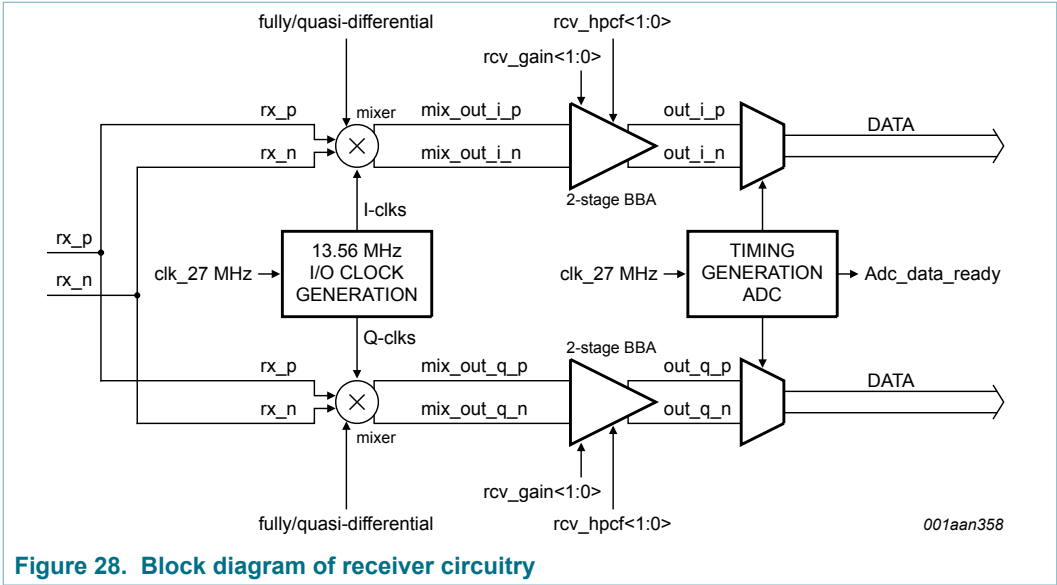 fully/quasi-differential
rcv_hpcf<1:0>
rcv_gain<1:0>
rx_p
mixer
mix_out_i_p
out_i_p
DATA
rx_n
mix_out_i_n
out_i_n
2-stage BBA
I-clks
rx_p
rx_n
clk_27 MHz
13.56 MHz
I/O CLOCK
GENERATION
clk_27 MHz
TIMING
GENERATION
ADC
Adc_data_ready
Q-clks
2-stage BBA
rx_p
mix_out_q_p
out_q_p
DATA
rx_n
mix_out_q_n
out_q_n
mixer
rcv_gain<1:0>
fully/quasi-differential
rcv_hpcf<1:0>
001aan358
Figure 28. Block diagram of receiver circuitry